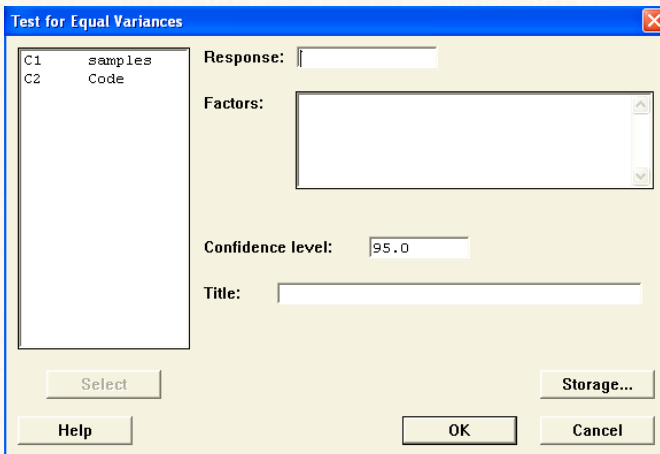 Test for Equal Variances
C1 samples
C2 Code
Response:
Factors:
Confidence level: 95.0
Title:
Select
Storage...
Help
OK
Cancel